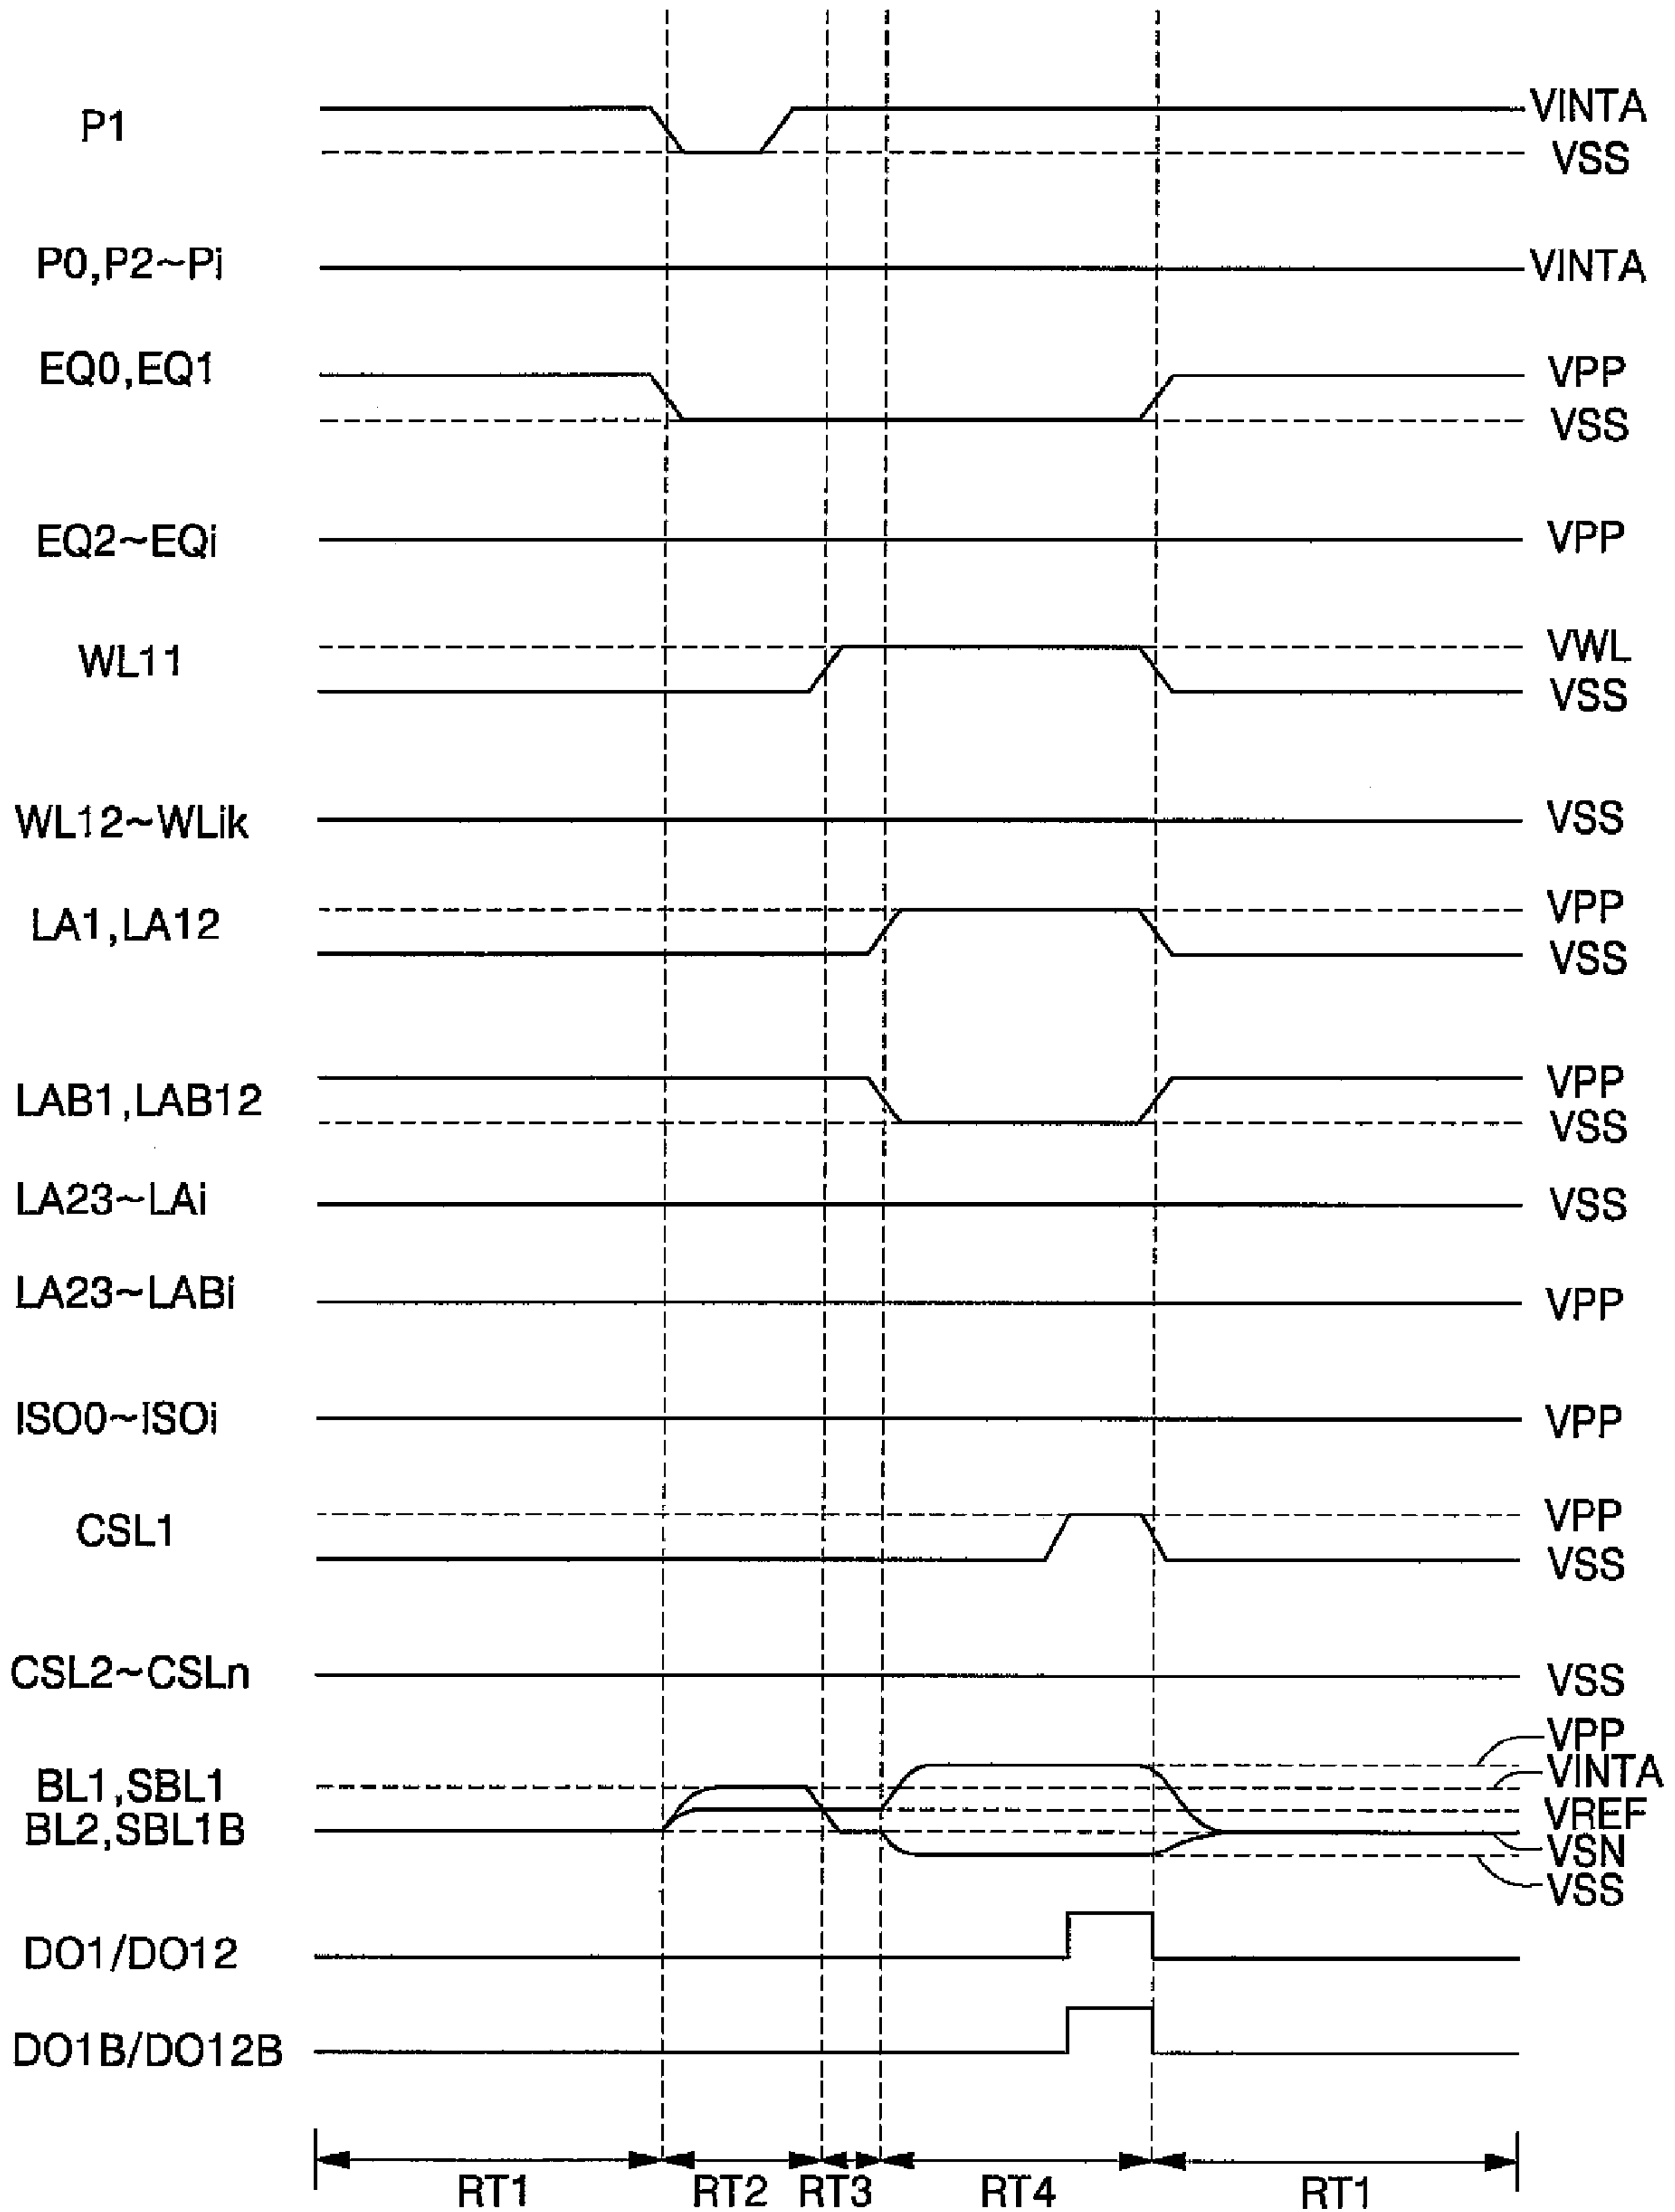 P1 VINTA
VSS
P0,P2~Pi VINTA
EQ0,EQ1 VPP
VSS
EQ2~EQi VPP
WL11 VWL
VSS
WL12~WLik VSS
LA1,LA12 VPP
VSS
LAB1,LAB12 VPP
VSS
LA23~LAi VSS
LA23~LABi VPP
ISO0~ISOi VPP
CSL1 VPP
VSS
CSL2~CSLn VSS
VPP
BL1,SBL1 VINTA
BL2,SBL1B VREF
VSN
VSS
DO1/DO12
DO1B/DO12B
RT1 RT2 RT3 RT4 RT1